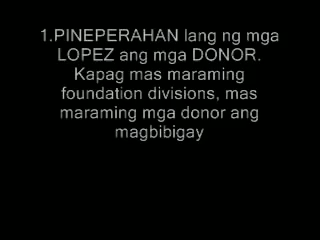 1.PINEPERAHAN lang ng mga
LOPEZ ang mga DONOR.
Kapag mas maraming
foundation divisions, mas
maraming mga donor ang
magbibigay